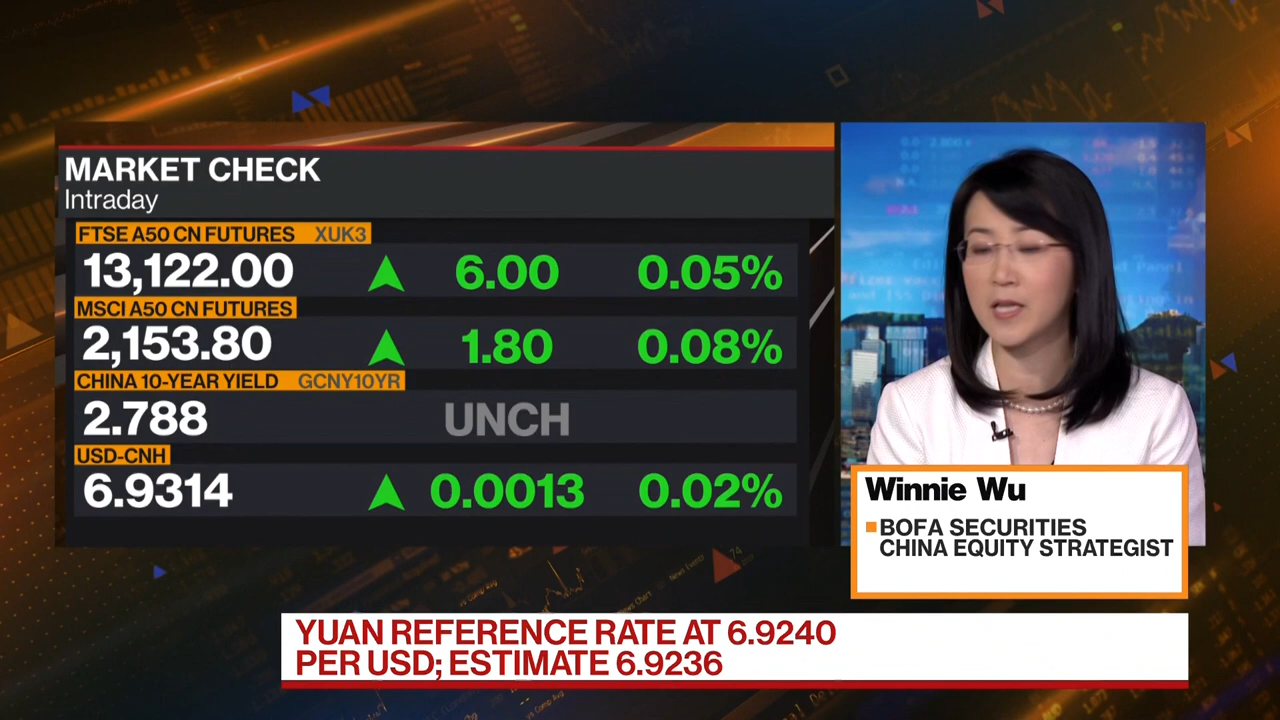 MARKET CHECK
Intraday
FTSE A50 CN FUTURES XUK3
13,122.00 6.00 0.05%
MSCI A50 CN FUTURES
2,153.80 1.80 0.08%
CHINA 10-YEAR YIELD GCNY10YR
2.788 UNCH
USD-CNH
6.9314 0.0013 0.02%
Winnie Wu
BOFA SECURITIES
CHINA EQUITY STRATEGIST
YUAN REFERENCE RATE AT 6.9240
PER USD; ESTIMATE 6.9236